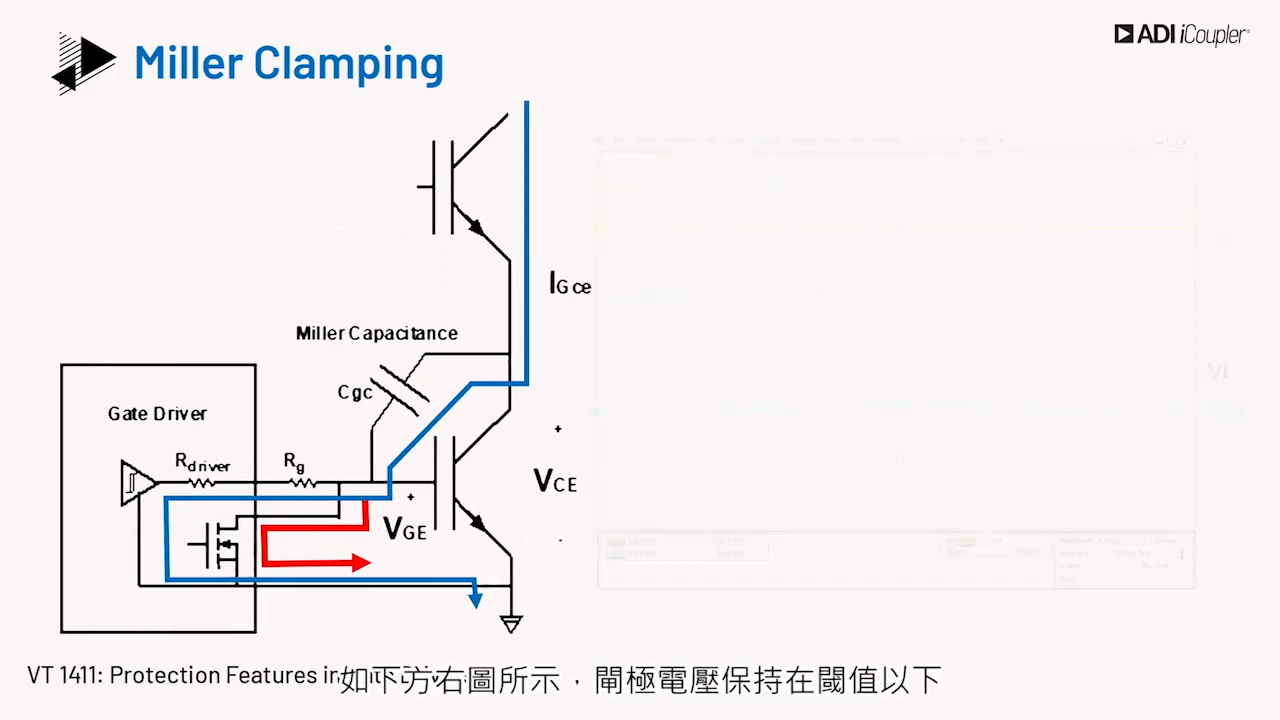 Miller Clamping
ADI iCoupler®
IGce
Miller Capacitance
Cgc
Gate Driver
Rdriver
Rg
+
VGE
+
VCE
-
Vt
VT 1411: Protection Features in
如下方右圖所示，閘極電壓保持在閾值以下